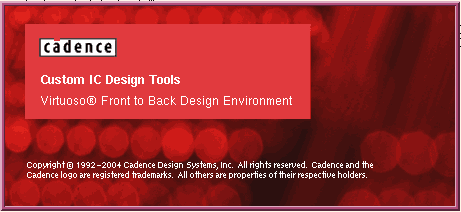 cādence
Custom IC Design Tools
Virtuoso® Front to Back Design Environment
Copyright © 1992-2004 Cadence Design Systems, Inc. All rights reserved. Cadence and the
Cadence logo are registered trademarks. All others are properties of their respective holders.